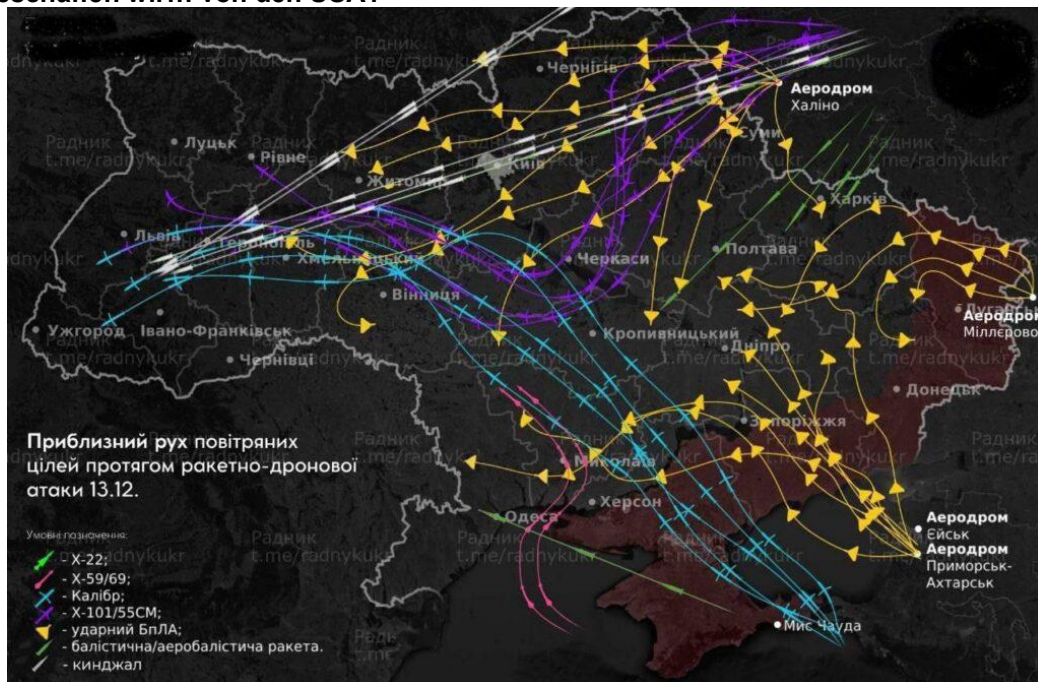 von den USA?
Радник
t.me/radnykukr
Чернігів
Аеродром
Халіно
Суми
Луцьк
Рівне
Київ
Житомир
Харків
Львів
Тернопіль
Хмельницький
Полтава
Черкаси
Вінниця
Луганськ
Аеродром
Міллєрово
Ужгород
Івано-Франківськ
Чернівці
Кропивницький
Дніпро
Донецьк
Запоріжжя
Приблизний рух повітряних
цілей протягом ракетно-дронової
атаки 13.12.
Миколаїв
Херсон
Одеса
Аеродром
Єйськ
Аеродром
Приморськ-
Ахтарськ
Мис Чауда
Умовні позначення:
- Х-22;
- Х-59/69;
- Калібр;
- Х-101/55СМ;
- ударний БпЛА;
- балістична/аеробалістична ракета.
- кинджал